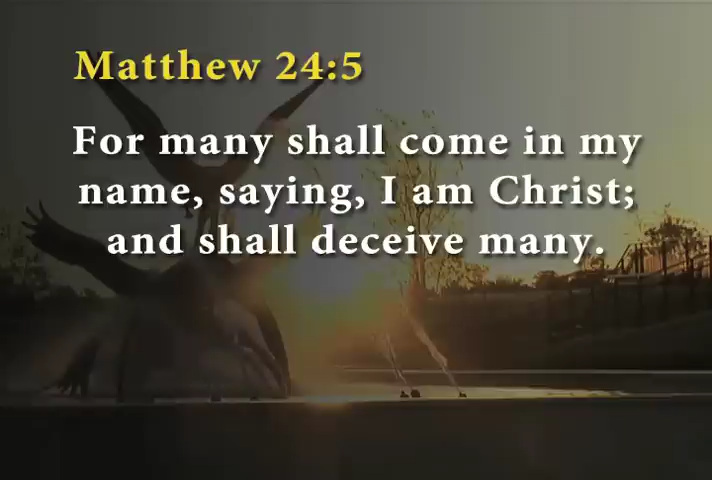 Matthew 24:5
For many shall come in my
name, saying, I am Christ;
and shall deceive many.